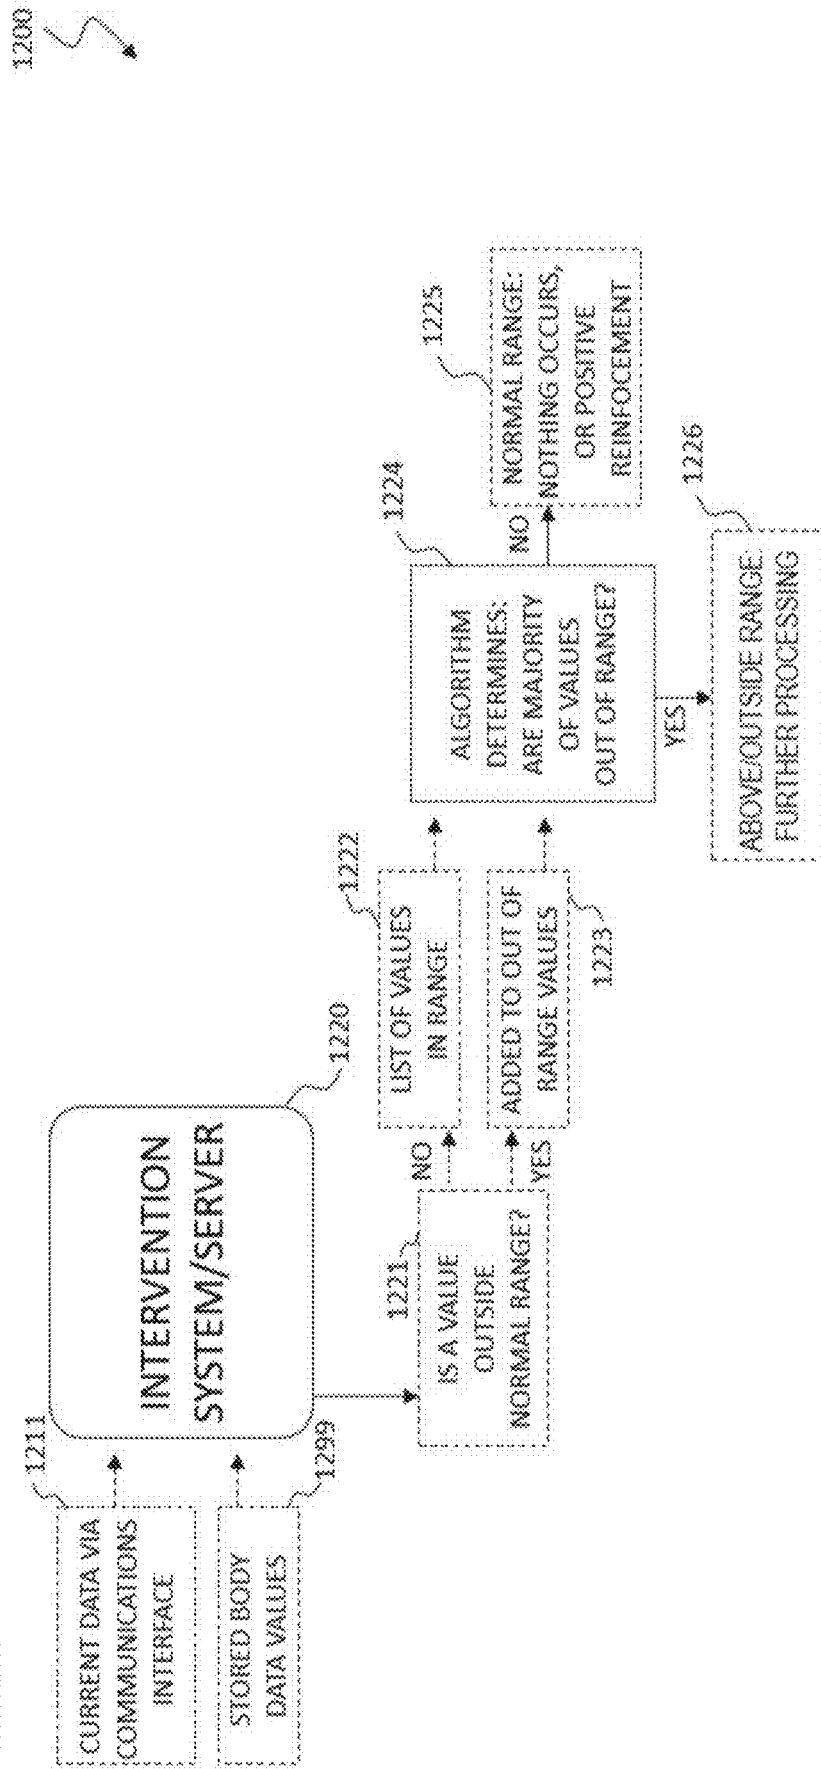 1200
1211
CURRENT DATA VIA
COMMUNICATIONS
INTERFACE
STORED BODY
DATA VALUES
1299
INTERVENTION
SYSTEM/SERVER
1220
1221
IS A VALUE
OUTSIDE
NORMAL RANGE?
NO
YES
1222
LIST OF VALUES
IN RANGE
ADDED TO OUT OF
RANGE VALUES
1223
1224
ALGORITHM
DETERMINES:
ARE MAJORITY
OF VALUES
OUT OF RANGE?
NO
YES
1225
NORMAL RANGE:
NOTHING OCCURS,
OR POSITIVE
REINFOCEMENT
1226
ABOVE/OUTSIDE RANGE:
FURTHER PROCESSING